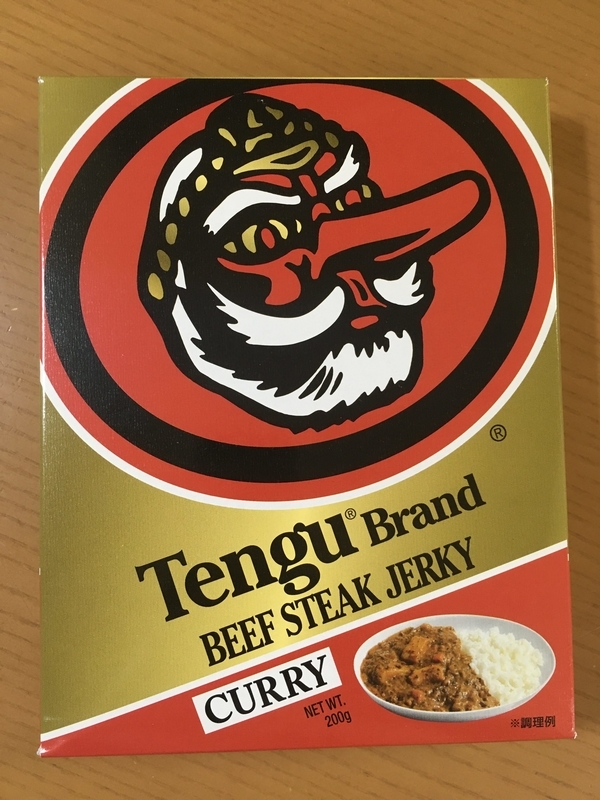 ®
Tengu® Brand
BEEF STEAK JERKY
CURRY
NET WT.
200g
※調理例